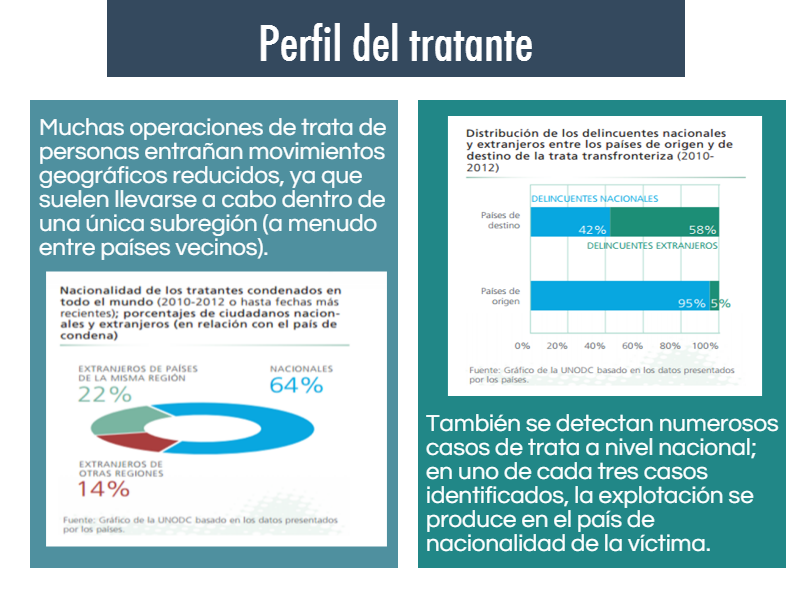 Perfil del tratante
Muchas operaciones de trata de
personas entrañan movimientos
geográficos reducidos, ya que
suelen llevarse a cabo dentro de
una única subregión (a menudo
entre países vecinos).
Nacionalidad de los tratantes condenados en
todo el mundo (2010-2012 o hasta fechas más
recientes); porcentajes de ciudadanos nacion-
ales y extranjeros (en relación con el país de
condena)
EXTRANJEROS DE PAÍSES
DE LA MISMA REGIÓN
22%
NACIONALES
64%
EXTRANJEROS DE
OTRAS REGIONES
14%
Fuente: Gráfico de la UNODC basado en los datos presentados
por los países.
Distribución de los delincuentes nacionales
y extranjeros entre los países de origen y de
destino de la trata transfronteriza (2010-
2012)
DELINCUENTES NACIONALES
Países de
destino
42% 58%
DELINCUENTES EXTRANJEROS
Países de
origen
95% 5%
0% 20% 40% 60% 80% 100%
Fuente: Gráfico de la UNODC basado en los datos presentados
por los países.
También se detectan numerosos
casos de trata a nivel nacional;
en uno de cada tres casos
identificados, la explotación se
produce en el país de
nacionalidad de la víctima.